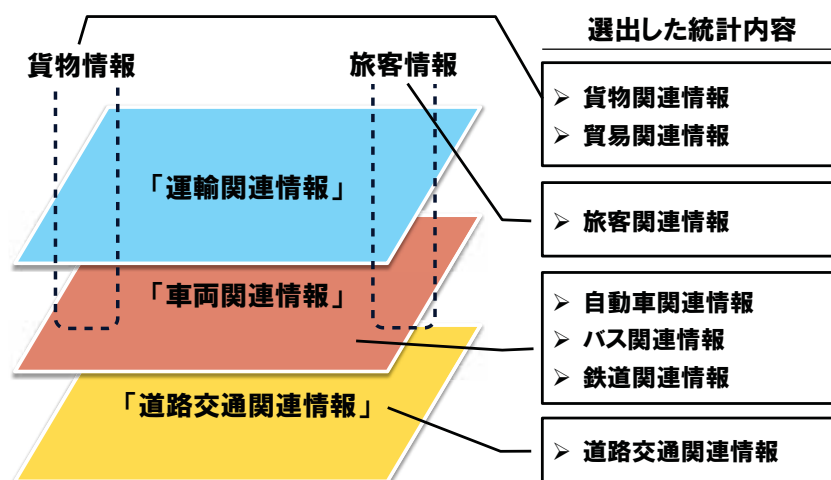 選出した統計内容
貨物情報
旅客情報
➢ 貨物関連情報
➢ 貿易関連情報
「運輸関連情報」
➢ 旅客関連情報
「車両関連情報」
➢ 自動車関連情報
➢ バス関連情報
➢ 鉄道関連情報
「道路交通関連情報」
➢ 道路交通関連情報